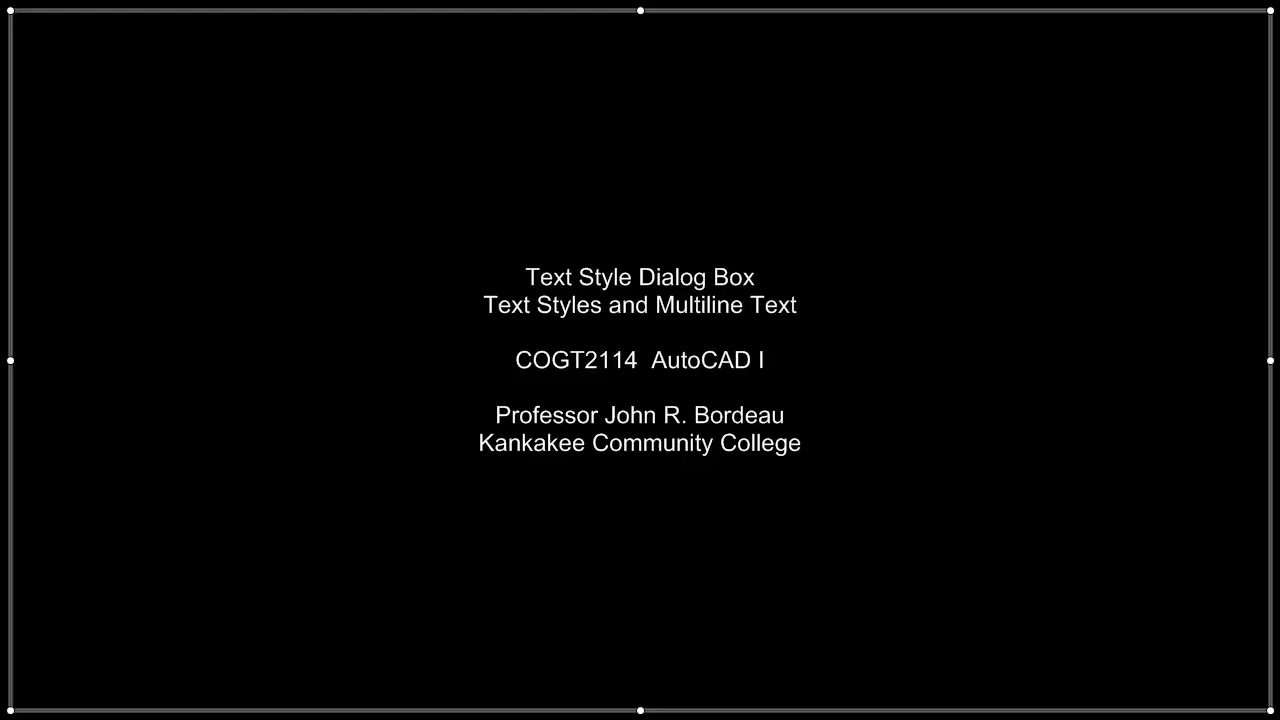 Text Style Dialog Box
Text Styles and Multiline Text
COGT2114  AutoCAD I
Professor John R. Bordeau
Kankakee Community College